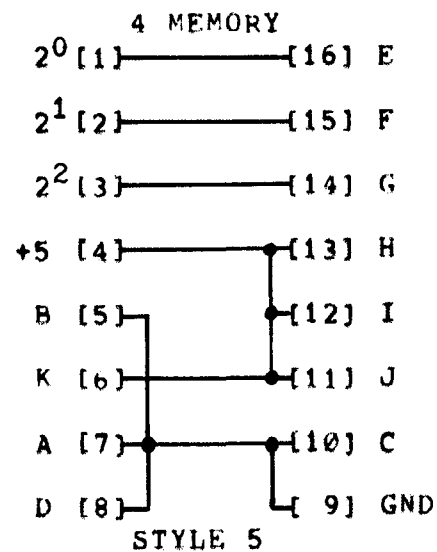 4 MEMORY
2⁰ [1] [16] E
2¹ [2] [15] F
2² [3] [14] G
+5 [4] [13] H
B [5] [12] I
K [6] [11] J
A [7] [10] C
D [8] [ 9] GND
STYLE 5